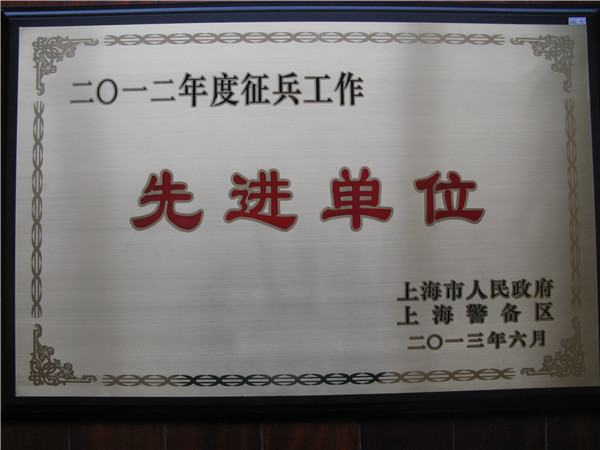 二〇一二年度征兵工作
先进单位
上海市人民政府
上海警备区
二〇一三年六月